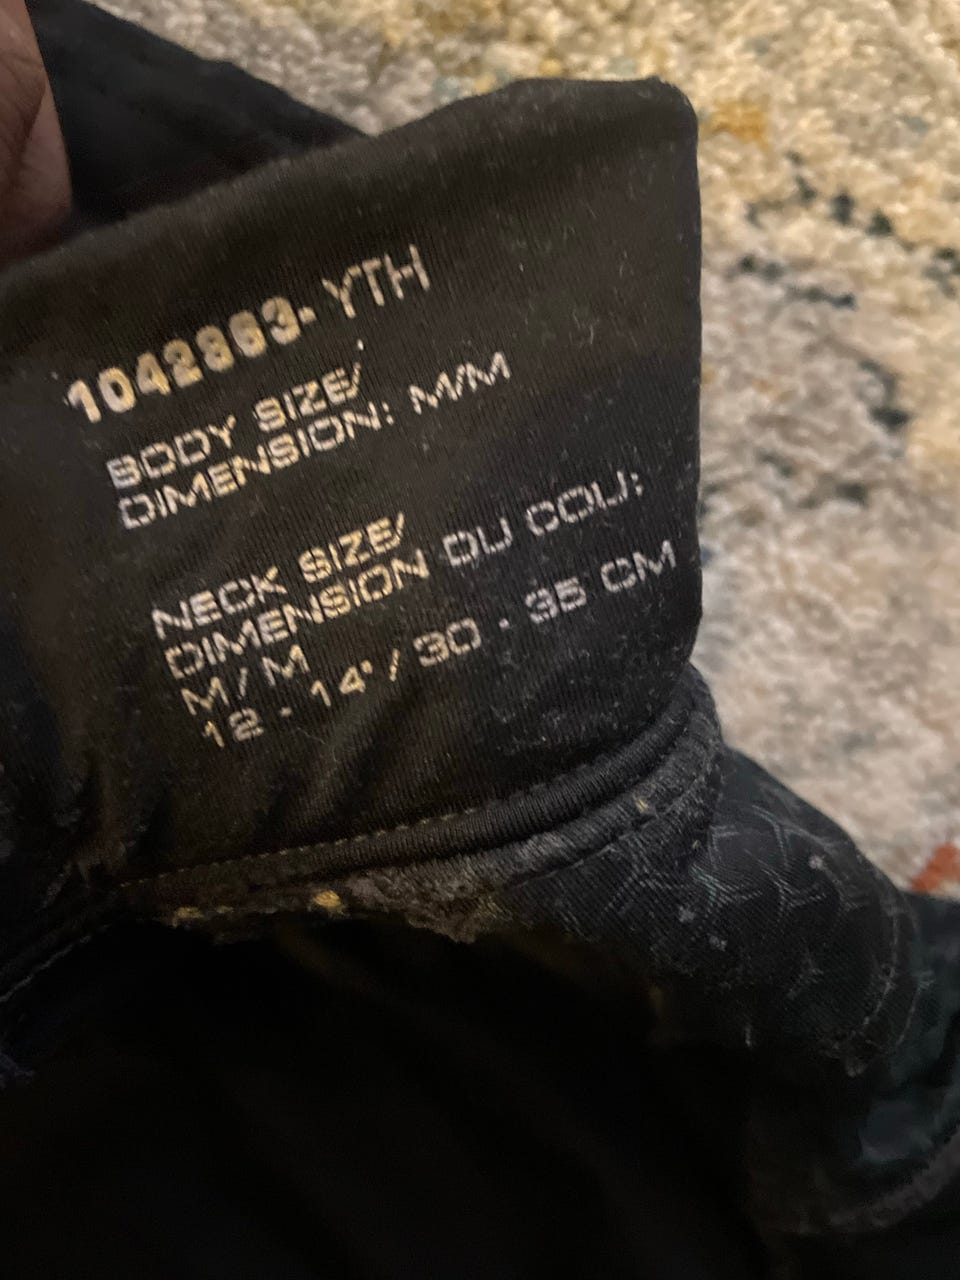 1042863-YTH
BODY SIZE/
DIMENSION: M/M
NECK SIZE/
DIMENSION DU COU:
M/M
12 - 14"/30 - 35 CM